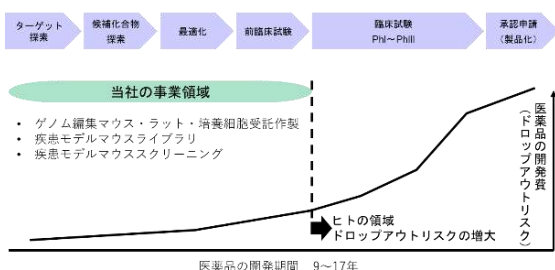 ターゲット
探索
候補化合物
探索
最適化
前臨床試験
臨床試験
PhI～PhIII
承認申請
（製品化）
当社の事業領域
• ゲノム編集マウス・ラット・培養細胞受託作製
• 疾患モデルマウスライブラリ
• 疾患モデルマウススクリーニング
医薬品の開発費
（ドロップアウトリスク）
ヒトの領域
ドロップアウトリスクの増大
医薬品の開発期間　9～17年